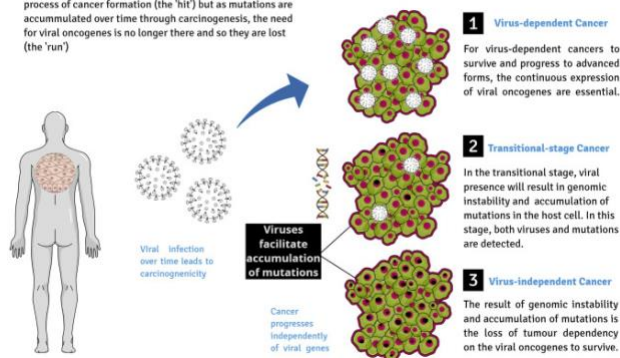 process of cancer formation (the 'hit') but as mutations are
accummulated over time through carcinogenesis, the need
for viral oncogenes is no longer there and so they are lost
(the 'run')
1 Virus-dependent Cancer
For virus-dependent cancers to
survive and progress to advanced
forms, the continuous expression
of viral oncogenes are essential.
2 Transitional-stage Cancer
In the transitional stage, viral
presence will result in genomic
instability and accumulation of
mutations in the host cell. In this
stage, both viruses and mutations
are detected.
Viral infection
over time leads to
carcinognenicity
Viruses
facilitate
accumulation
of mutations
3 Virus-independent Cancer
The result of genomic instability
and accumulation of mutations is
the loss of tumour dependency
on the viral oncogenes to survive.
Cancer
progresses
independently
of viral genes